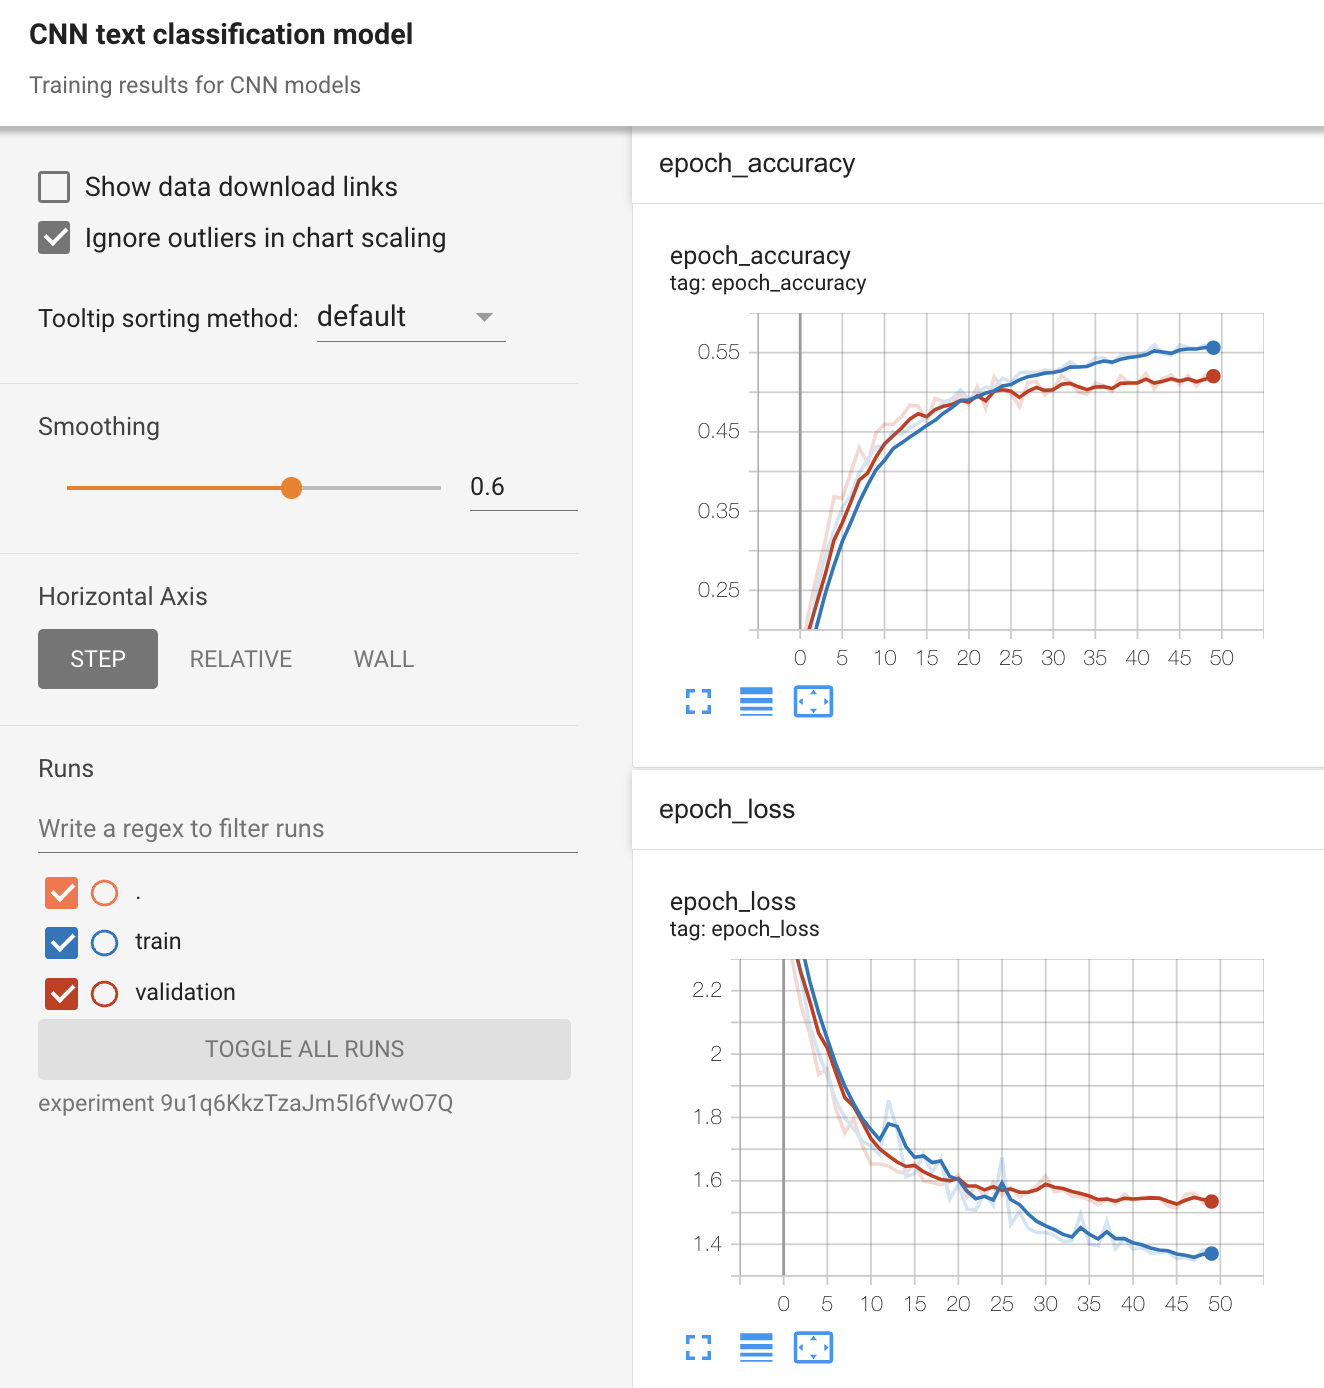 CNN text classification model
Training results for CNN models
Show data download links
Ignore outliers in chart scaling
Tooltip sorting method: default
Smoothing
0.6
Horizontal Axis
STEP RELATIVE WALL
Runs
Write a regex to filter runs
.
train
validation
TOGGLE ALL RUNS
experiment 9u1q6KkzTzaJm5I6fVwO7Q
epoch_accuracy
epoch_accuracy
tag: epoch_accuracy
0.55
0.45
0.35
0.25
0 5 10 15 20 25 30 35 40 45 50
epoch_loss
epoch_loss
tag: epoch_loss
2.2
2
1.8
1.6
1.4
0 5 10 15 20 25 30 35 40 45 50